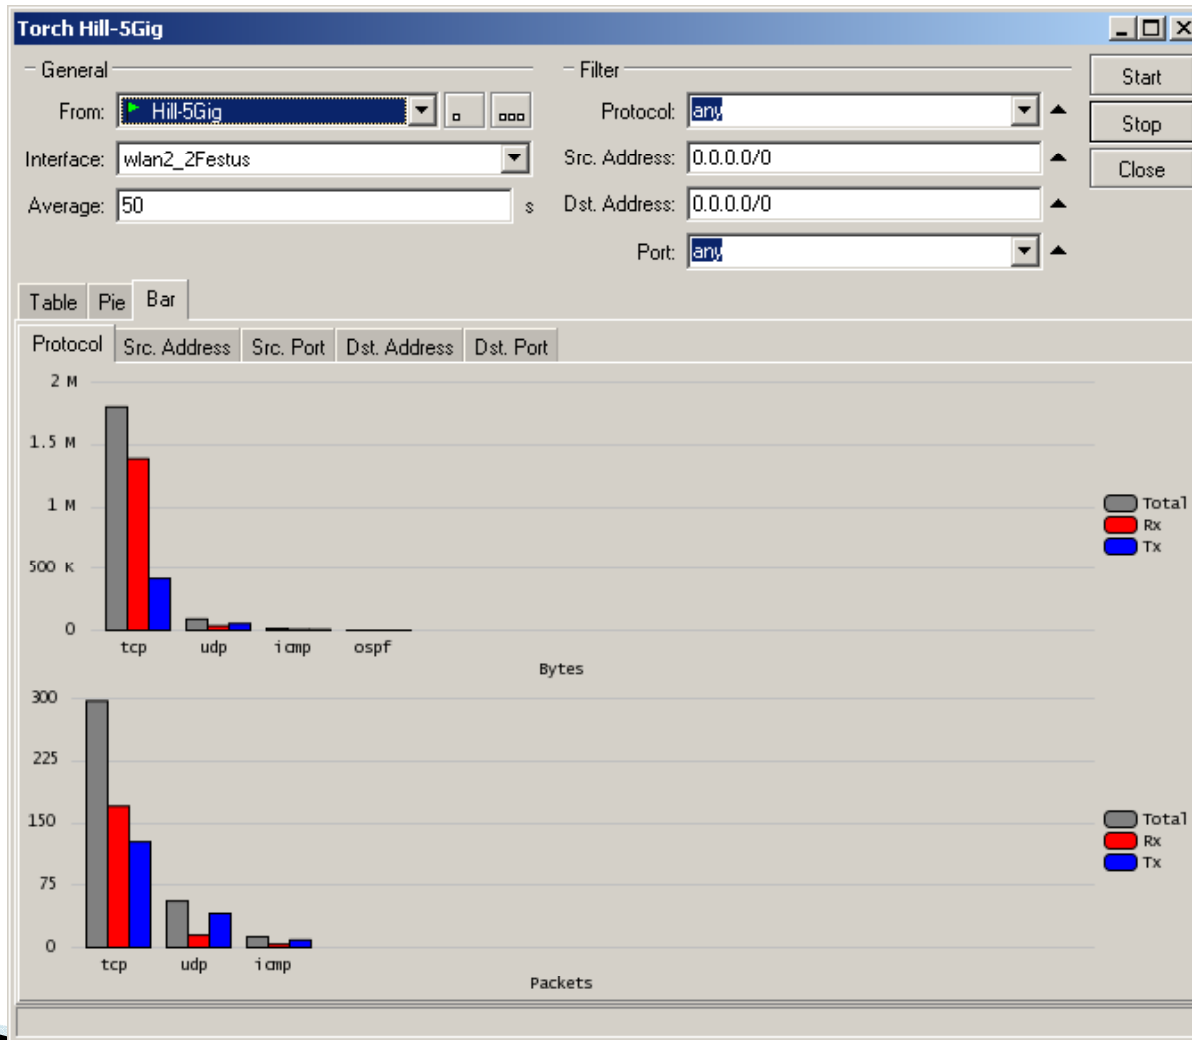 Torch Hill-5Gig
General
From: Hill-5Gig
Interface: wlan2_2Festus
Average: 50 s
Filter
Protocol: any
Src. Address: 0.0.0.0/0
Dst. Address: 0.0.0.0/0
Port: any
Start
Stop
Close
Table Pie Bar
Protocol Src. Address Src. Port Dst. Address Dst. Port
2 M
1.5 M
1 M
500 K
0
tcp udp icmp ospf
Bytes
Total
Rx
Tx
300
225
150
75
0
tcp udp icmp
Packets
Total
Rx
Tx